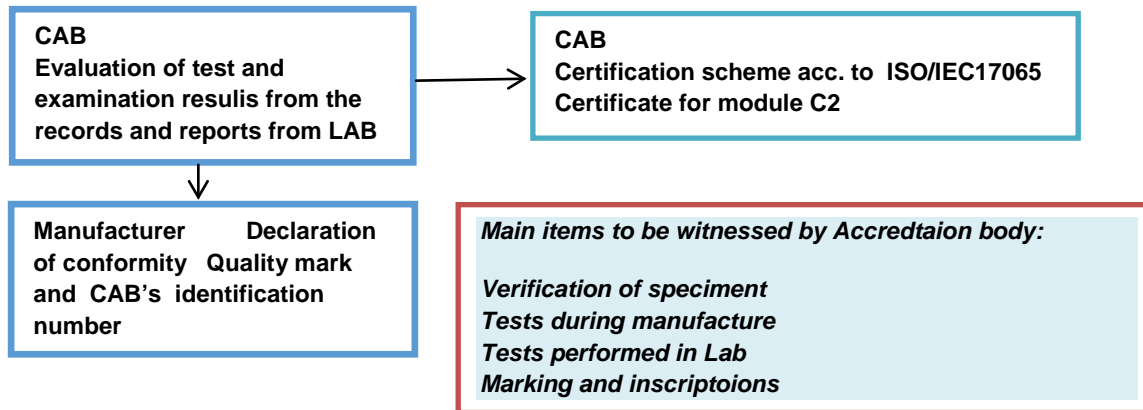 CAB
Evaluation of test and
examination resulis from the
records and reports from LAB
CAB
Certification scheme acc. to ISO/IEC17065
Certificate for module C2
Manufacturer Declaration
of conformity Quality mark
and CAB's identification
number
Main items to be witnessed by Accredtaion body:
Verification of speciment
Tests during manufacture
Tests performed in Lab
Marking and inscriptoions